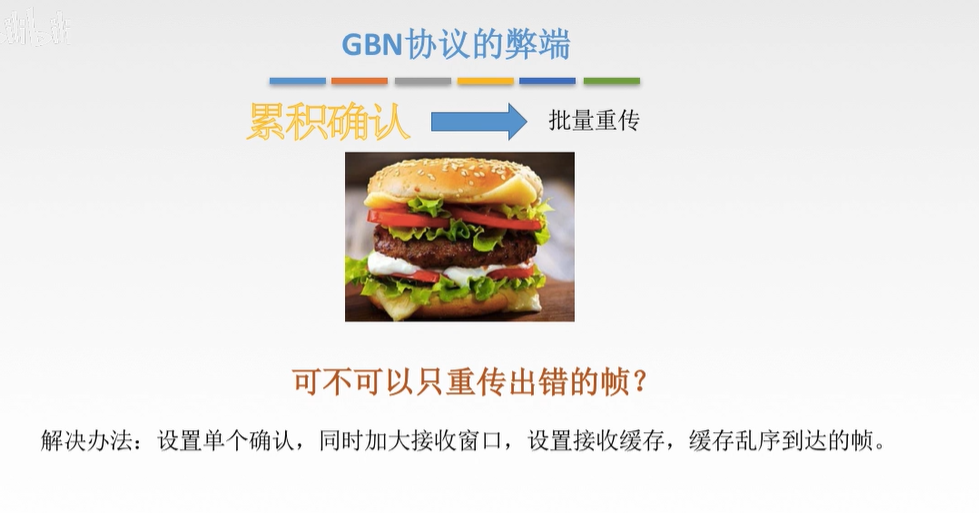 GBN协议的弊端
累积确认
批量重传
可不可以只重传出错的帧？
解决办法：设置单个确认，同时加大接收窗口，设置接收缓存，缓存乱序到达的帧。